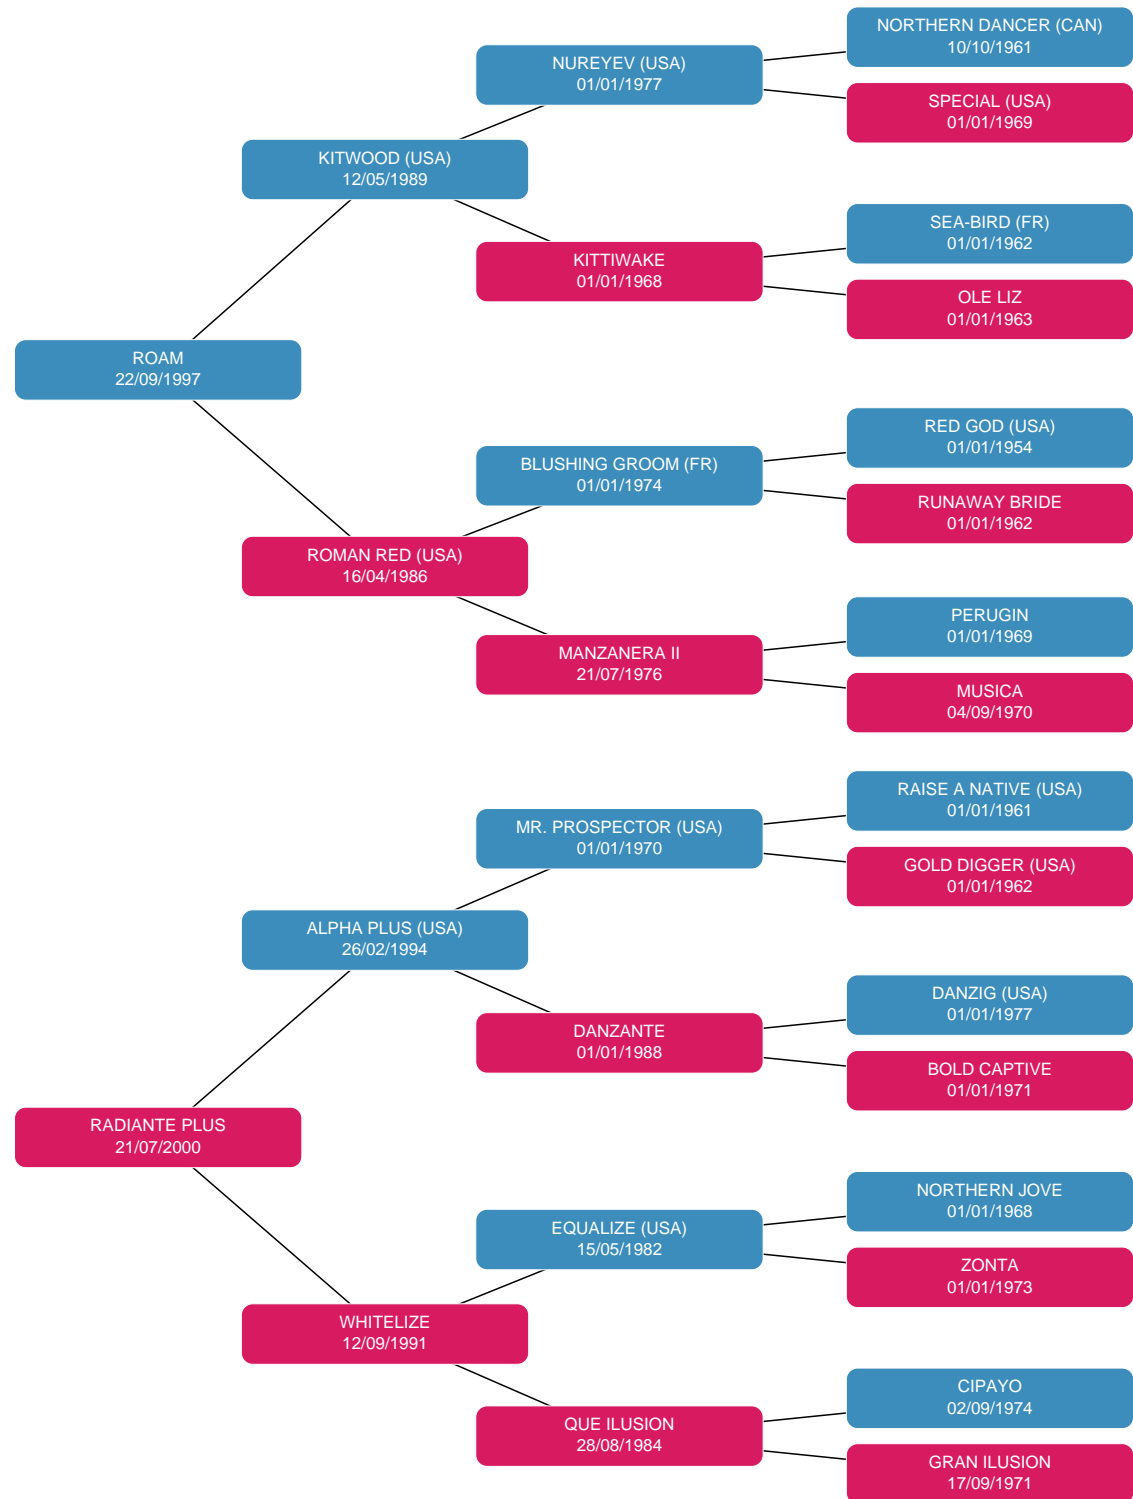 NORTHERN DANCER (CAN)
10/10/1961
NUREYEV (USA)
01/01/1977
SPECIAL (USA)
01/01/1969
KITWOOD (USA)
12/05/1989
SEA-BIRD (FR)
01/01/1962
KITTIWAKE
01/01/1968
OLE LIZ
01/01/1963
ROAM
22/09/1997
RED GOD (USA)
01/01/1954
BLUSHING GROOM (FR)
01/01/1974
RUNAWAY BRIDE
01/01/1962
ROMAN RED (USA)
16/04/1986
PERUGIN
01/01/1969
MANZANERA II
21/07/1976
MUSICA
04/09/1970
RAISE A NATIVE (USA)
01/01/1961
MR. PROSPECTOR (USA)
01/01/1970
GOLD DIGGER (USA)
01/01/1962
ALPHA PLUS (USA)
26/02/1994
DANZIG (USA)
01/01/1977
DANZANTE
01/01/1988
BOLD CAPTIVE
01/01/1971
RADIANTE PLUS
21/07/2000
NORTHERN JOVE
01/01/1968
EQUALIZE (USA)
15/05/1982
ZONTA
01/01/1973
WHITELIZE
12/09/1991
CIPAYO
02/09/1974
QUE ILUSION
28/08/1984
GRAN ILUSION
17/09/1971